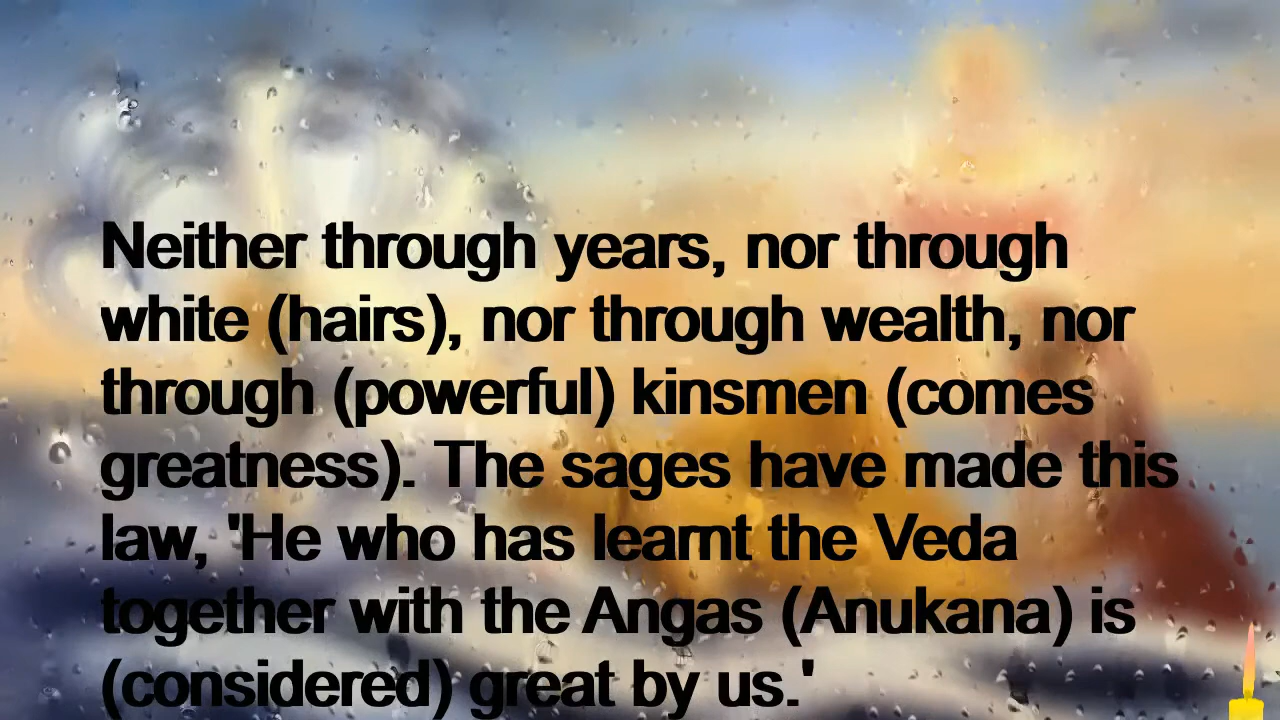 Neither through years, nor through
white (hairs), nor through wealth, nor
through (powerful) kinsmen (comes
greatness). The sages have made this
law, 'He who has learnt the Veda
together with the Angas (Anukana) is
(considered) great by us.'